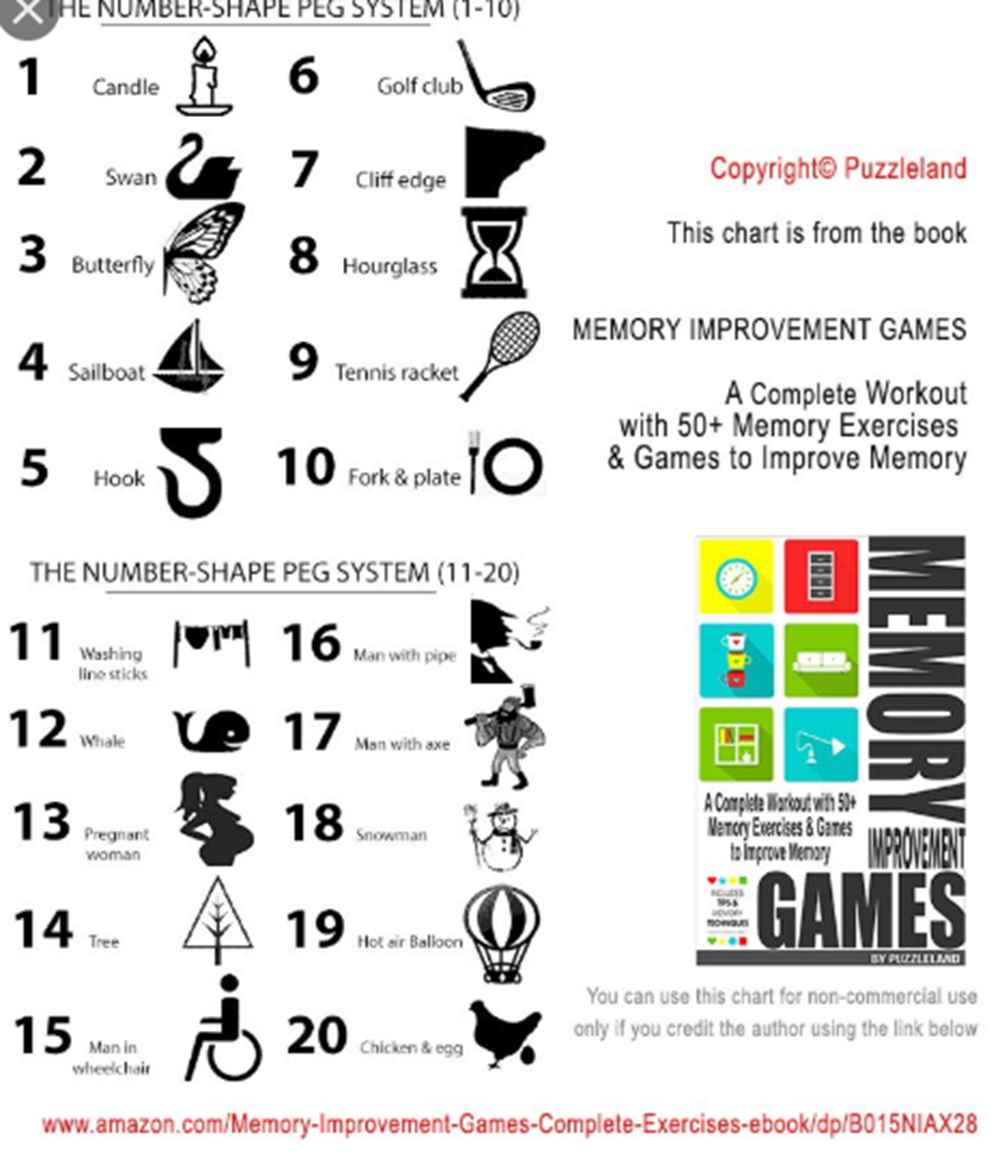 THE NUMBER-SHAPE PEG SYSTEM (1-10)
1 Candle
2 Swan
3 Butterfly
4 Sailboat
5 Hook
6 Golf club
7 Cliff edge
8 Hourglass
9 Tennis racket
10 Fork & plate
THE NUMBER-SHAPE PEG SYSTEM (11-20)
11 Washing
line sticks
12 Whale
13 Pregnant
woman
14 Tree
15 Man in
wheelchair
16 Man with pipe
17 Man with axe
18 Snowman
19 Hot air Balloon
20 Chicken & egg
Copyright© Puzzleland
This chart is from the book
MEMORY IMPROVEMENT GAMES
A Complete Workout
with 50+ Memory Exercises
& Games to Improve Memory
MEMORY
A Complete Workout with 50+
Memory Exercises & Games
to Improve Memory
IMPROVEMENT
INCLUDES
TIPS &
MEMORY
TECHNIQUES
GAMES
BY PUZZLELAND
You can use this chart for non-commercial use
only if you credit the author using the link below
www.amazon.com/Memory-Improvement-Games-Complete-Exercises-ebook/dp/B015NIAX28